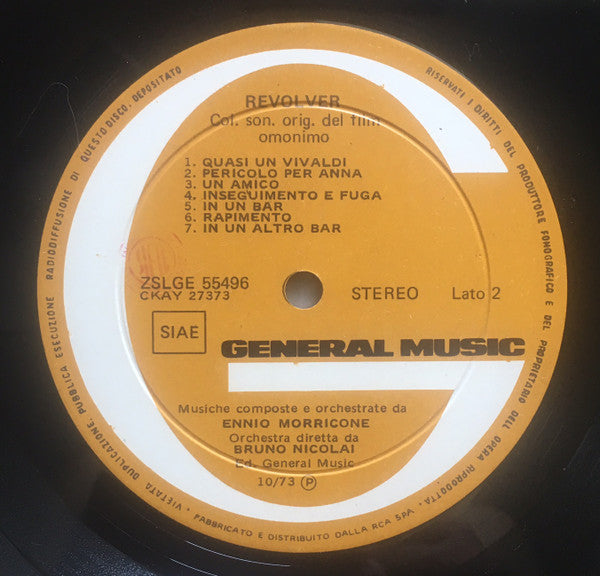 REVOLVER
Col. son. orig. del film
omonimo
1. QUASI UN VIVALDI
2. PERICOLO PER ANNA
3. UN AMICO
4. INSEGUIMENTO E FUGA
5. IN UN BAR
6. RAPIMENTO
7. IN UN ALTRO BAR
ZSLGE 55496
CKAY 27373
STEREO Lato 2
SIAE
GENERAL MUSIC
Musiche composte e orchestrate da
ENNIO MORRICONE
Orchestra diretta da
BRUNO NICOLAI
Ed. General Music
10/73 Ⓟ
RISERVATI I DIRITTI DEL PRODUTTORE FONOGRAFICO E DEL PROPRIETARIO DELL'OPERA RIPRODOTTA · VIETATA DUPLICAZIONE, PUBBLICA ESECUZIONE RADIODIFFUSIONE DI QUESTO DISCO, DEPOSITATO
FABBRICATO E DISTRIBUITO DALLA RCA SPA.